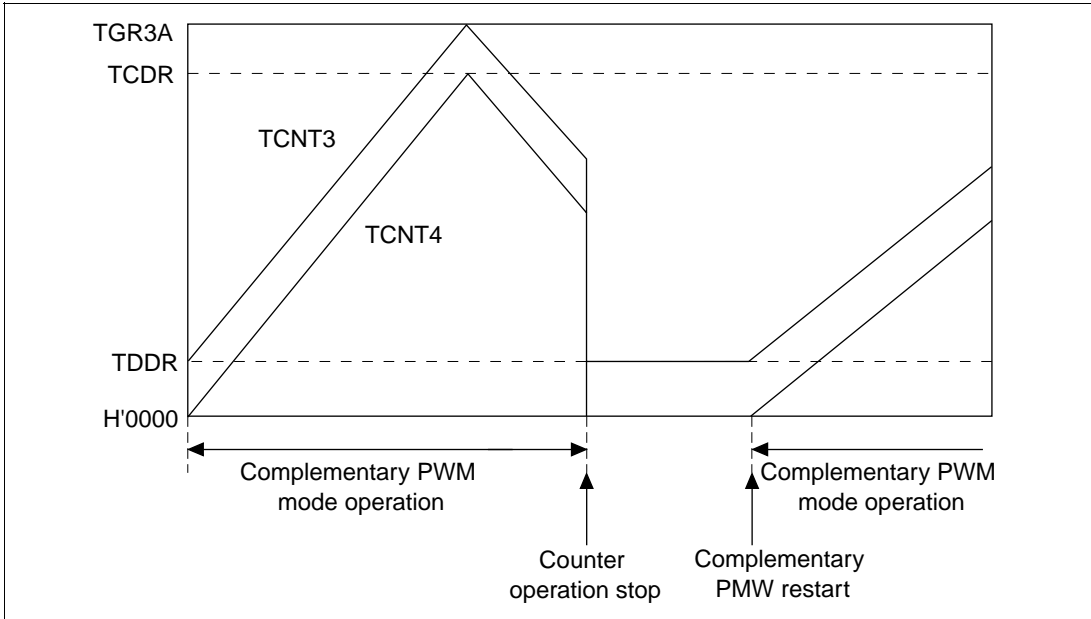 TGR3A
TCDR
TCNT3
TCNT4
TDDR
H'0000
Complementary PWM
mode operation
Complementary PWM
mode operation
Counter
operation stop
Complementary
PMW restart